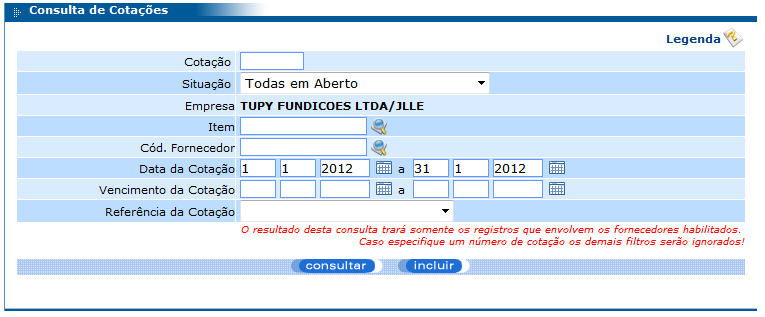 Consulta de Cotações
Legenda
Cotação
Situação Todas em Aberto
Empresa TUPY FUNDICOES LTDA/JLLE
Item
Cód. Fornecedor
Data da Cotação 1 1 2012 a 31 1 2012
Vencimento da Cotação a
Referência da Cotação
O resultado desta consulta trará somente os registros que envolvem os fornecedores habilitados.
Caso especifique um número de cotação os demais filtros serão ignorados!
consultar incluir